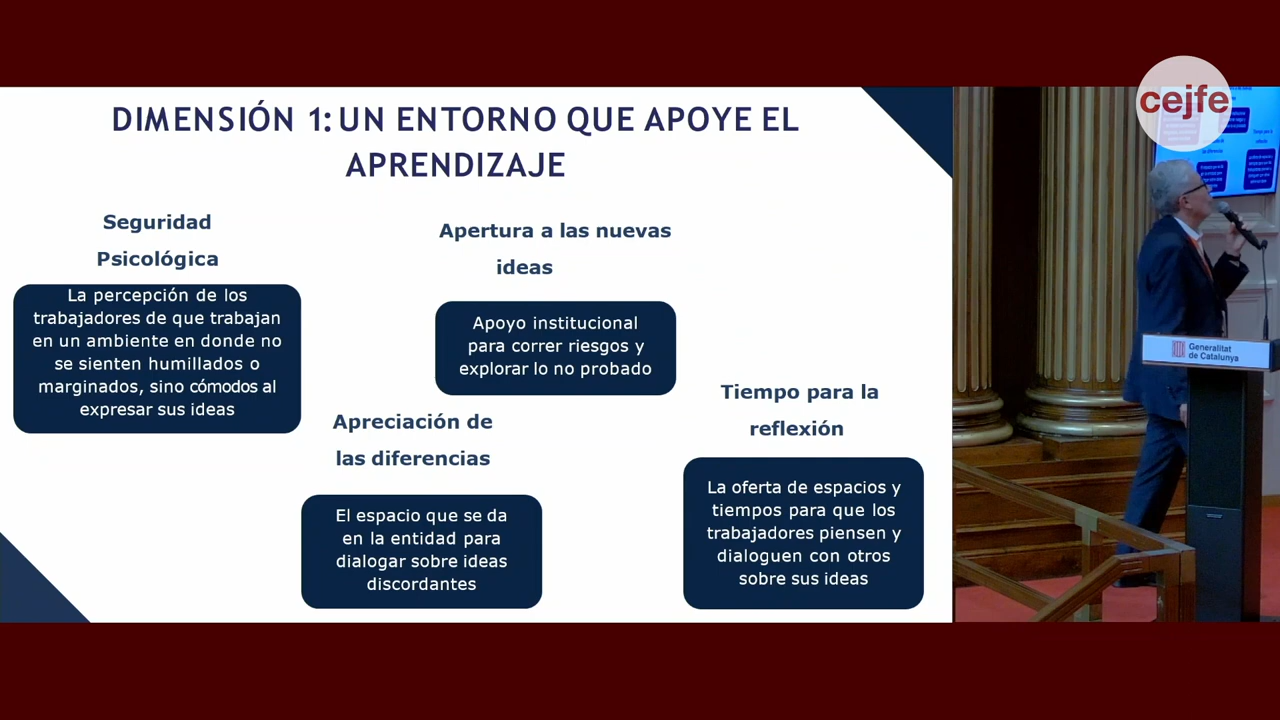 DIMENSIÓN 1: UN ENTORNO QUE APOYE EL
APRENDIZAJE
Seguridad
Psicológica
La percepción de los
trabajadores de que trabajan
en un ambiente en donde no
se sienten humillados o
marginados, sino cómodos al
expresar sus ideas
Apertura a las nuevas
ideas
Apoyo institucional
para correr riesgos y
explorar lo no probado
Apreciación de
las diferencias
El espacio que se da
en la entidad para
dialogar sobre ideas
discordantes
Tiempo para la
reflexión
La oferta de espacios y
tiempos para que los
trabajadores piensen y
dialoguen con otros
sobre sus ideas
cejfe
Generalitat
de Catalunya